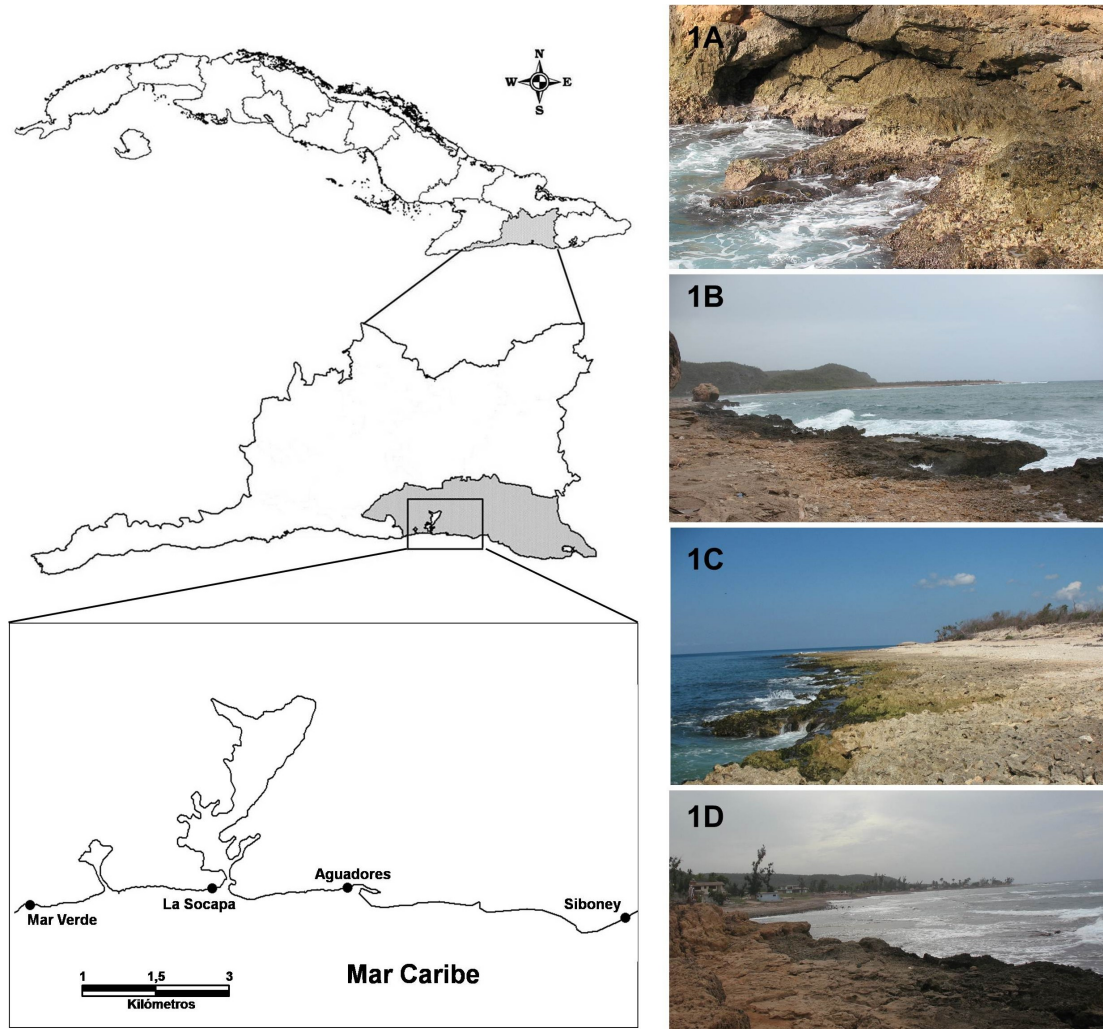 N
W E
S
Mar Verde
La Socapa
Aguadores
Siboney
1 1,5 3
Kilómetros
Mar Caribe
1A
1B
1C
1D